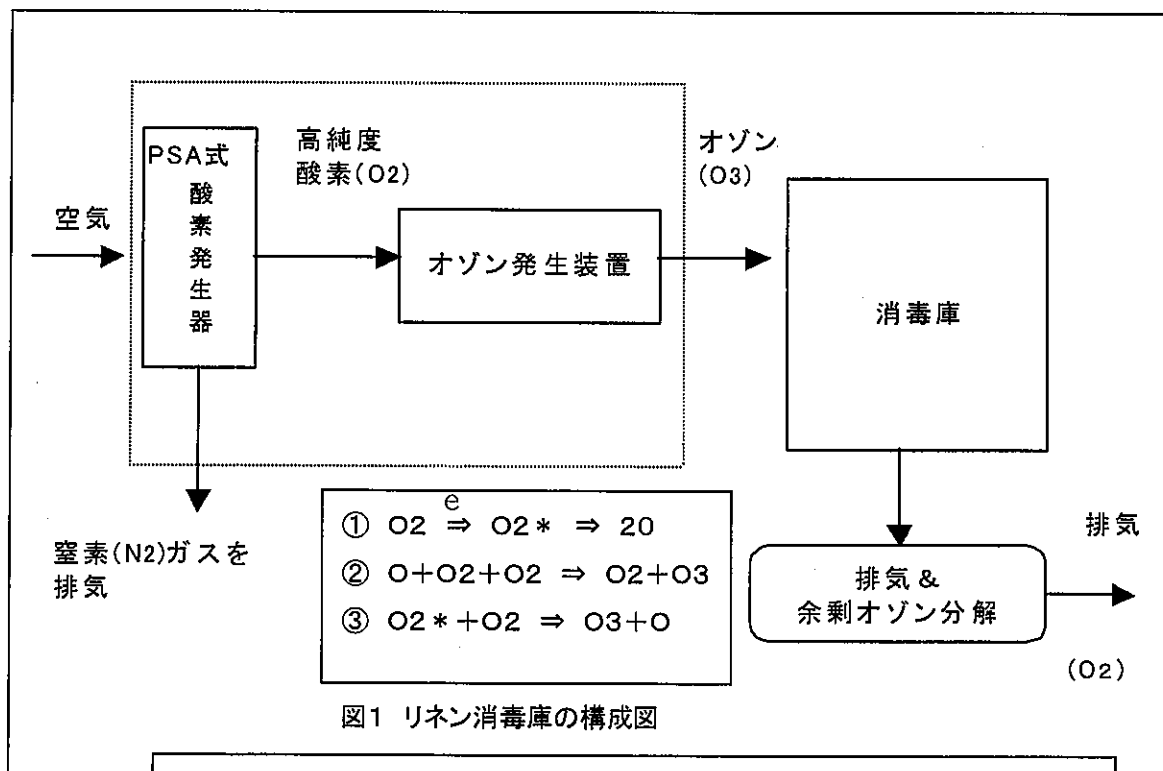 PSA式
酸素発生器
高純度
酸素(O2)
オゾン
(O3)
空気
オゾン発生装置
消毒庫
窒素(N2)ガスを
排気
e
① O2 ⇒ O2* ⇒ 2O
② O+O2+O2 ⇒ O2+O3
③ O2*+O2 ⇒ O3+O
排気
排気&
余剰オゾン分解
(O2)
図1 リネン消毒庫の構成図